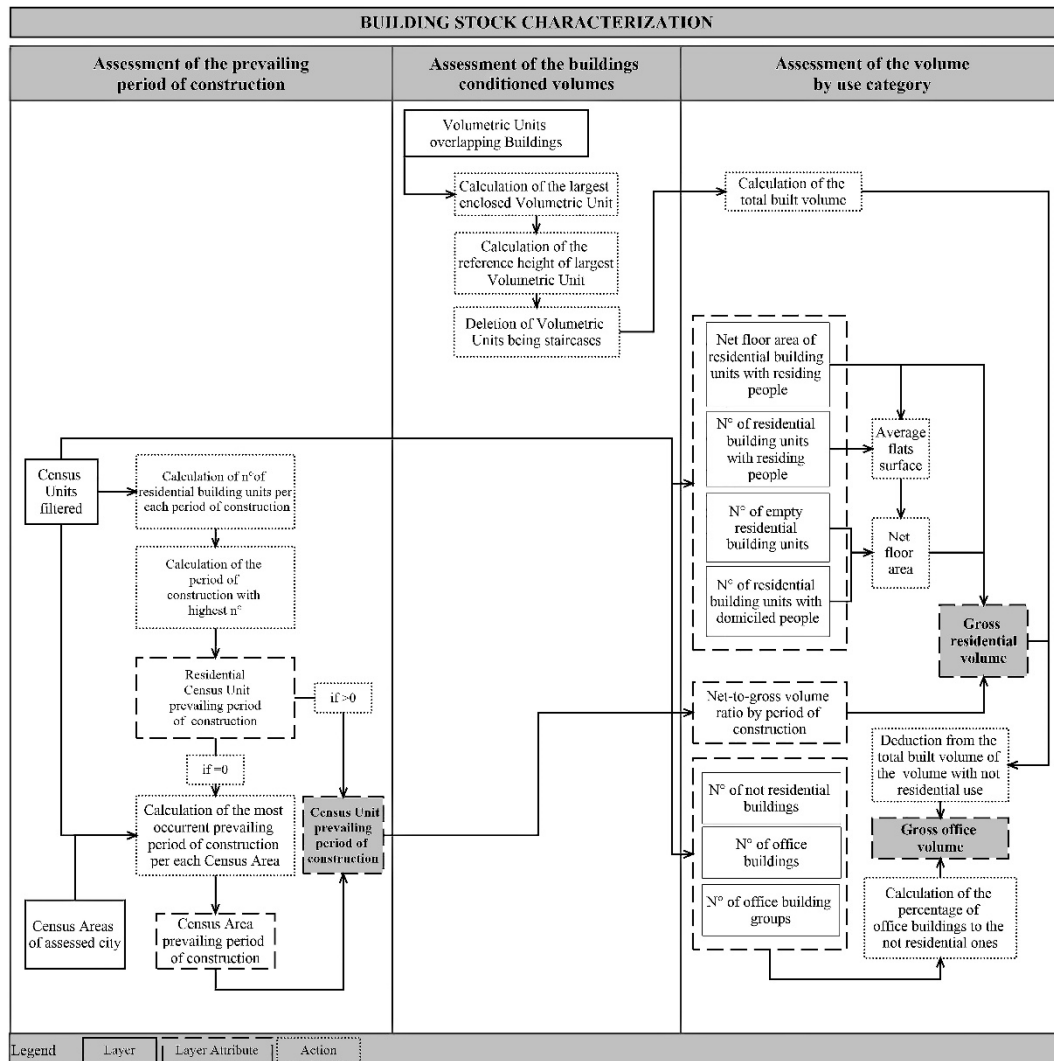 BUILDING STOCK CHARACTERIZATION
Assessment of the prevailing
period of construction
Assessment of the buildings
conditioned volumes
Assessment of the volume
by use category
Volumetric Units
overlapping Buildings
Calculation of the largest
enclosed Volumetric Unit
Calculation of the
reference height of largest
Volumetric Unit
Deletion of Volumetric
Units being staircases
Calculation of the
total built volume
Net floor area of
residential building
units with residing
people
N° of residential
building units
with residing
people
N° of empty
residential
building units
N° of residential
building units with
domiciled people
Average
flats
surface
Net
floor
area
Gross
residential
volume
Census
Units
filtered
Calculation of n°of
residential building units per
each period of construction
Calculation of the
period of
construction with
highest n°
Residential
Census Unit
prevailing period
of construction
if >0
if =0
Calculation of the most
occurrent prevailing
period of construction
per each Census Area
Census Unit
prevailing
period of
construction
Census Areas
of assessed city
Census Area
prevailing period
of construction
Net-to-gross volume
ratio by period of
construction
N° of not residential
buildings
N° of office
buildings
N° of office building
groups
Deduction from the
total built volume of
the volume with not
residential use
Gross office
volume
Calculation of the
percentage of
office buildings to the
not residential ones
Legend
Layer
Layer Attribute
Action